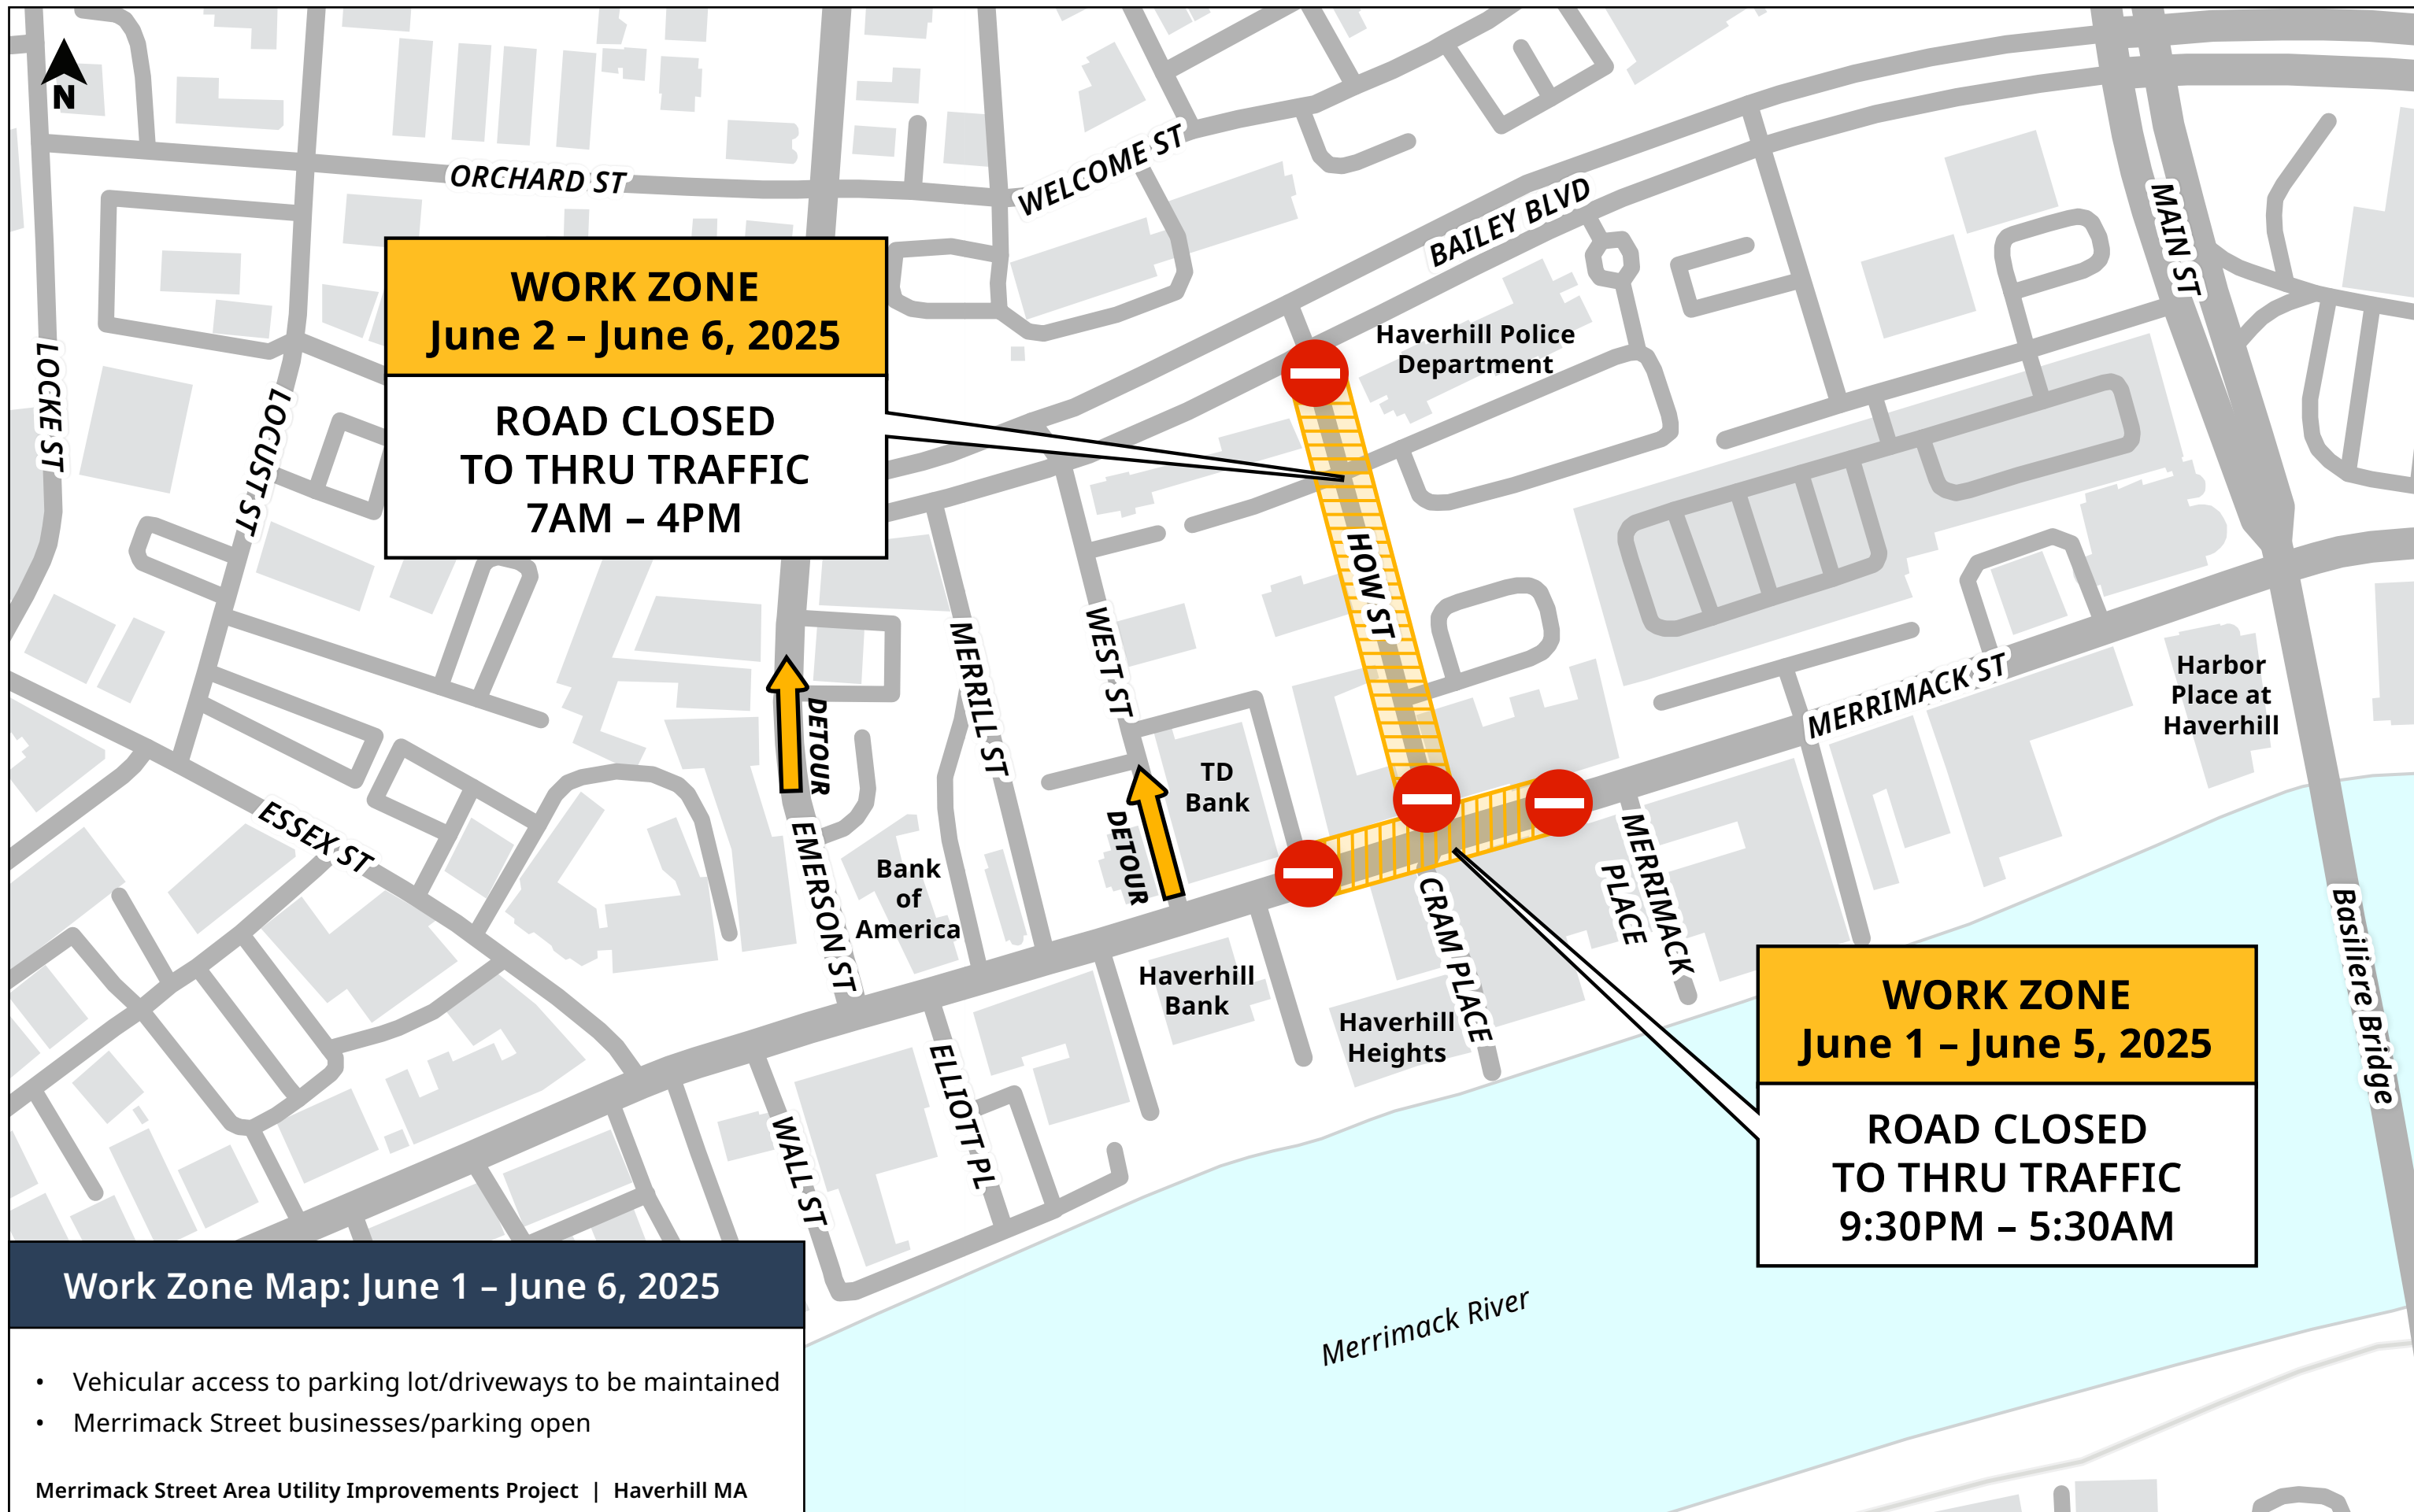 N
ORCHARD ST
WELCOME ST
BAILEY BLVD
MAIN ST
WORK ZONE
June 2 – June 6, 2025
ROAD CLOSED
TO THRU TRAFFIC
7AM – 4PM
Haverhill Police
Department
LOCKE ST
LOCUST ST
HOW ST
WEST ST
MERRILL ST
DETOUR
EMERSON ST
ESSEX ST
DETOUR
TD
Bank
Bank
of
America
MERRIMACK ST
Harbor
Place at
Haverhill
MERRIMACK
PLACE
CRAM PLACE
Haverhill
Bank
Haverhill
Heights
ELLIOTT PL
WALL ST
Basiliere Bridge
WORK ZONE
June 1 – June 5, 2025
ROAD CLOSED
TO THRU TRAFFIC
9:30PM – 5:30AM
Merrimack River
Work Zone Map: June 1 – June 6, 2025
• Vehicular access to parking lot/driveways to be maintained
• Merrimack Street businesses/parking open
Merrimack Street Area Utility Improvements Project | Haverhill MA